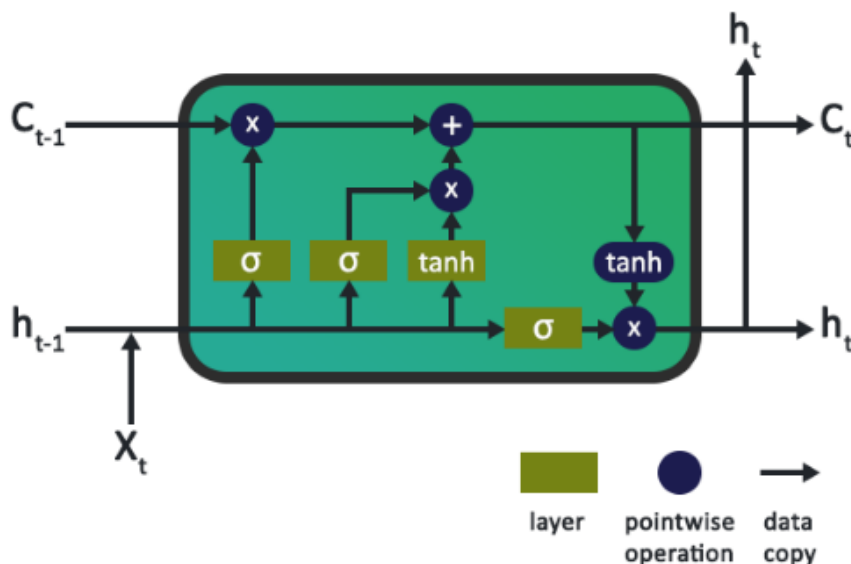 h_t
C_t-1
x
+
C_t
x
σ
σ
tanh
tanh
h_t-1
σ
x
h_t
X_t
layer
pointwise
operation
data
copy